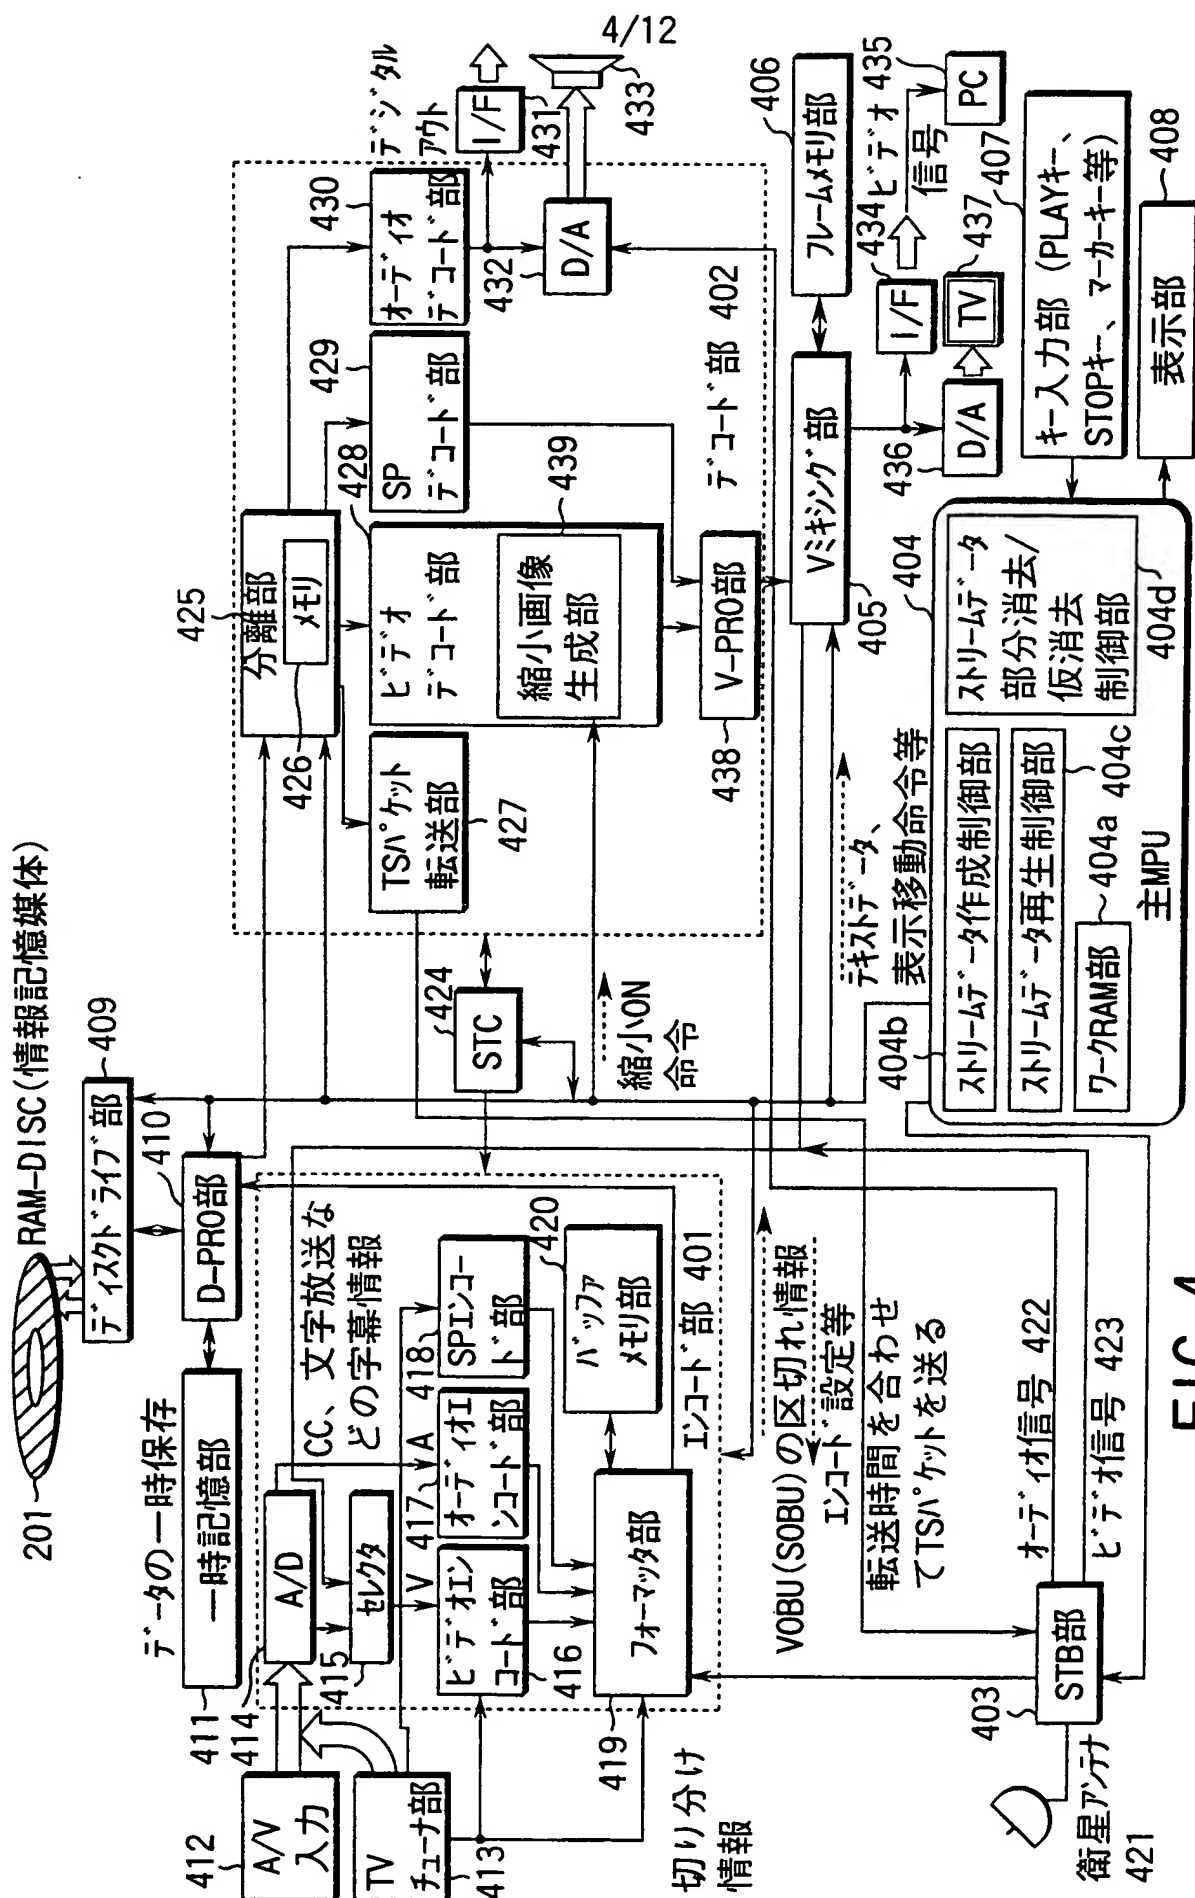 4/12
RAM-DISC(情報記憶媒体)
201
ディスクドライブ部
409
データの一時保存
一時記憶部
411
D-PRO部
410
A/V
入力
412
TV
チューナ部
413
A/D
414
セレクタ
415
CC、文字放送な
どの字幕情報
V
A
ビデオエン
コード部
416
オーディオエ
ンコード部
417
SPエンコー
ド部
418
フォーマッタ部
419
バッファ
メモリ部
420
エンコード部 401
切り分け
情報
VOBU(SOBU)の区切れ情報
エンコード設定等
転送時間を合わせ
てTSパケットを送る
オーディオ信号 422
ビデオ信号 423
STB部
403
衛星アンテナ
421
STC
424
縮小ON
命令
分離部
425
メモリ
426
TSパケット
転送部
427
ビデオ
デコード部
428
縮小画像
生成部
439
SP
デコード部
429
オーディオ
デコード部
430
V-PRO部
438
デコード部 402
デジタル
アウト
I/F
431
D/A
432
433
Vミキシング部
405
フレームメモリ部
406
テキストデータ、
表示移動命令等
I/F
434
ビデオ
信号
PC
435
D/A
436
TV
437
キー入力部 (PLAYキー、
STOPキー、マーカーキー等)
407
表示部
408
404
404b
ストリームデータ作成制御部
ストリームデータ再生制御部
404c
ワークRAM部
404a
ストリームデータ
部分消去/
仮消去
制御部
404d
主MPU
FIG. 4